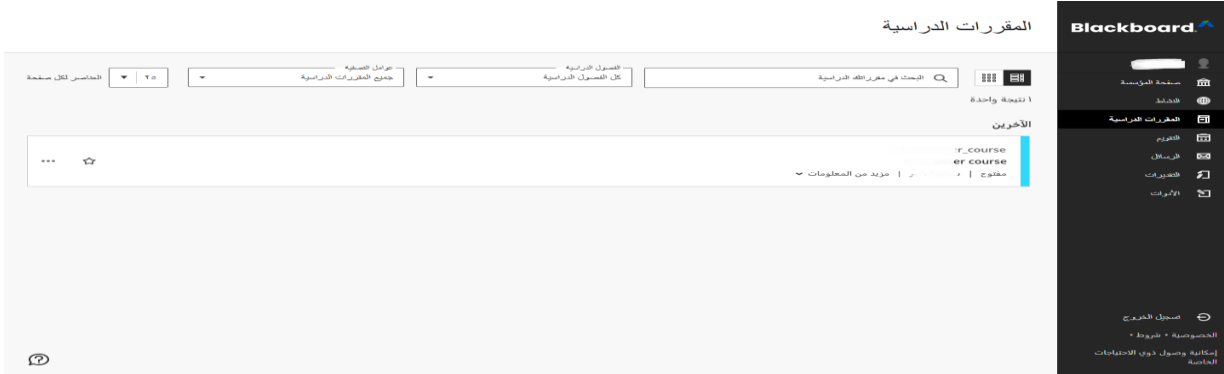 Blackboard
صفحة المؤسسة
النشاط
المقررات الدراسية
التقويم
الرسائل
التقديرات
الأدوات
تسجيل الخروج
الخصوصية • شروط •
إمكانية وصول ذوي الاحتياجات
الخاصة
المقررات الدراسية
البحث في مقرراتك الدراسية
الفصول الدراسية
كل الفصول الدراسية
عوامل التصفية
جميع المقررات الدراسية
٢٥ العناصر لكل صفحة
١ نتيجة واحدة
الآخرين
r_course
er course
مفتوح | | مزيد من المعلومات